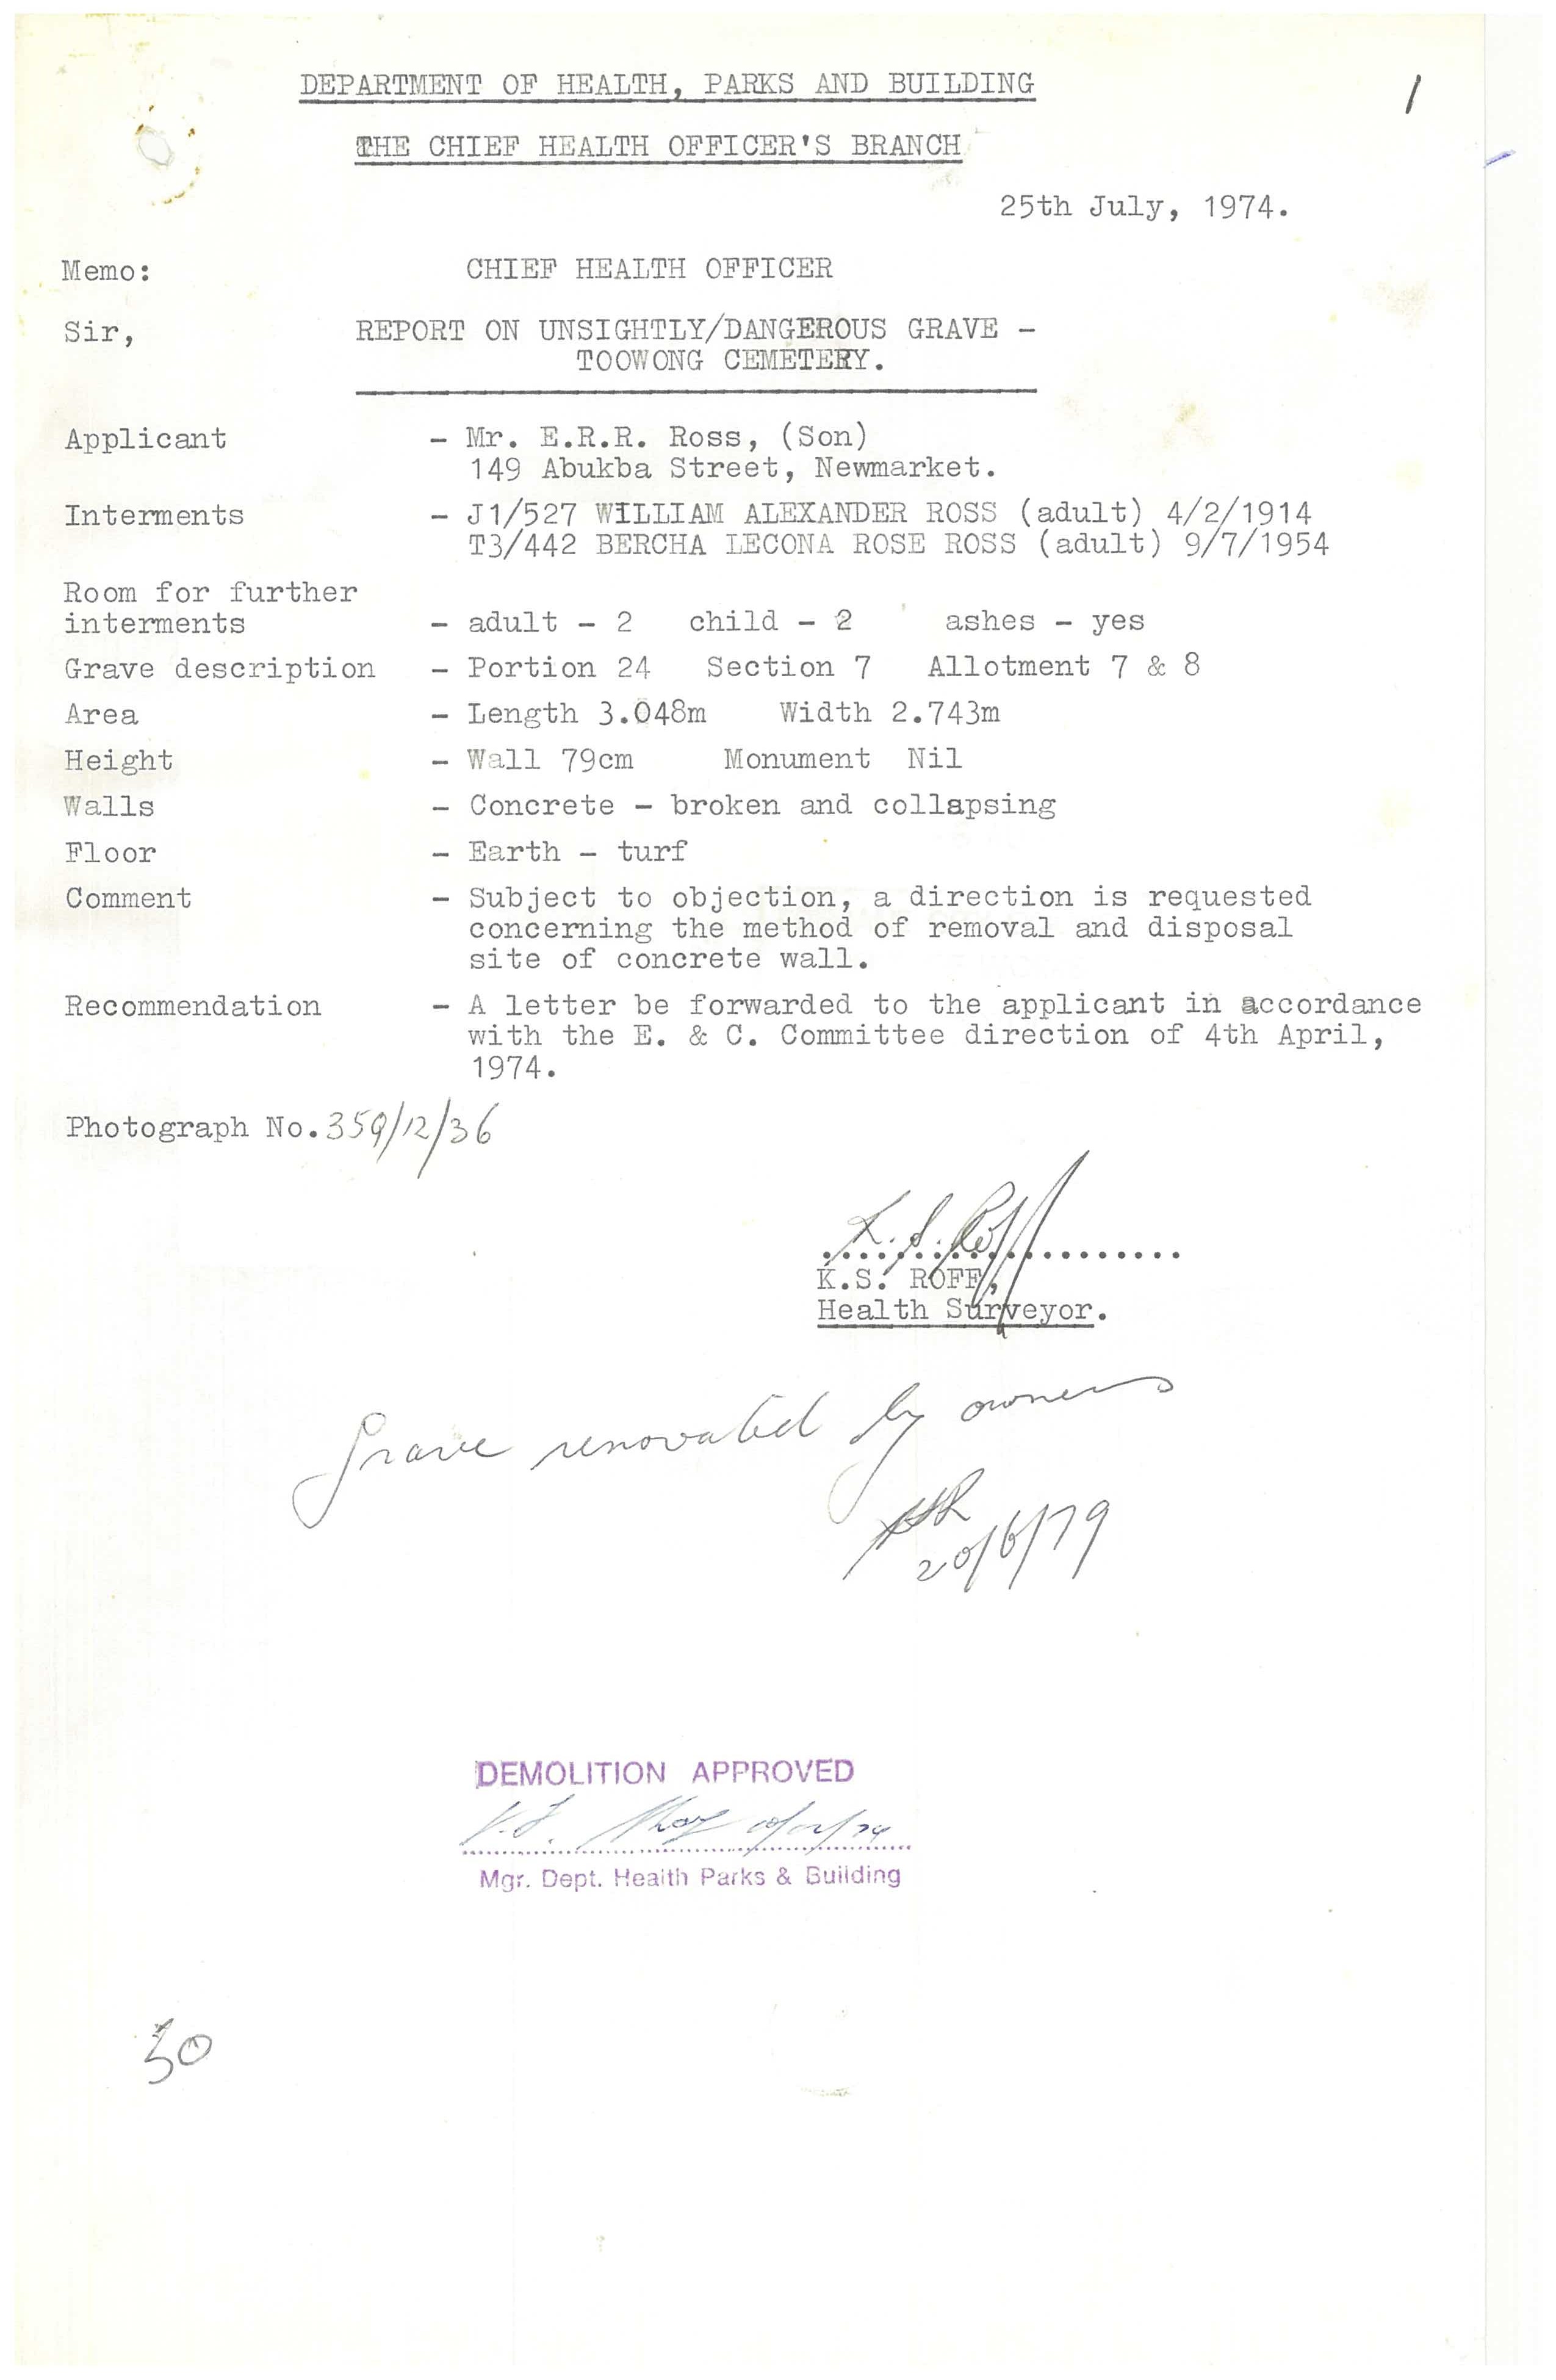 1
DEPARTMENT OF HEALTH, PARKS AND BUILDING
THE CHIEF HEALTH OFFICER'S BRANCH
25th July, 1974.
Memo: CHIEF HEALTH OFFICER
Sir, REPORT ON UNSIGHTLY/DANGEROUS GRAVE –
TOOWONG CEMETERY.
Applicant – Mr. E.R.R. Ross, (Son)
149 Abukba Street, Newmarket.
Interments – J1/527 WILLIAM ALEXANDER ROSS (adult) 4/2/1914
T3/442 BERCHA LECONA ROSE ROSS (adult) 9/7/1954
Room for further
interments – adult – 2 child – 2 ashes – yes
Grave description – Portion 24 Section 7 Allotment 7 & 8
Area – Length 3.048m Width 2.743m
Height – Wall 79cm Monument Nil
Walls – Concrete – broken and collapsing
Floor – Earth – turf
Comment – Subject to objection, a direction is requested
concerning the method of removal and disposal
site of concrete wall.
Recommendation – A letter be forwarded to the applicant in accordance
with the E. & C. Committee direction of 4th April,
1974.
Photograph No. 359/12/36
K.S. Roff
K.S. ROFF,
Health Surveyor.
Grave renovated by owners
20/6/79
DEMOLITION APPROVED
Mgr. Dept. Health Parks & Building
50